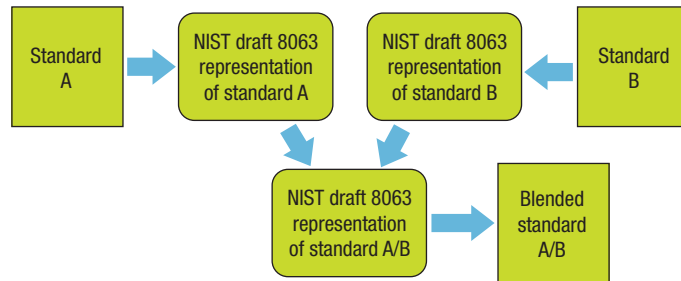 Standard
A
NIST draft 8063
representation
of standard A
NIST draft 8063
representation
of standard B
Standard
B
NIST draft 8063
representation
of standard A/B
Blended
standard
A/B